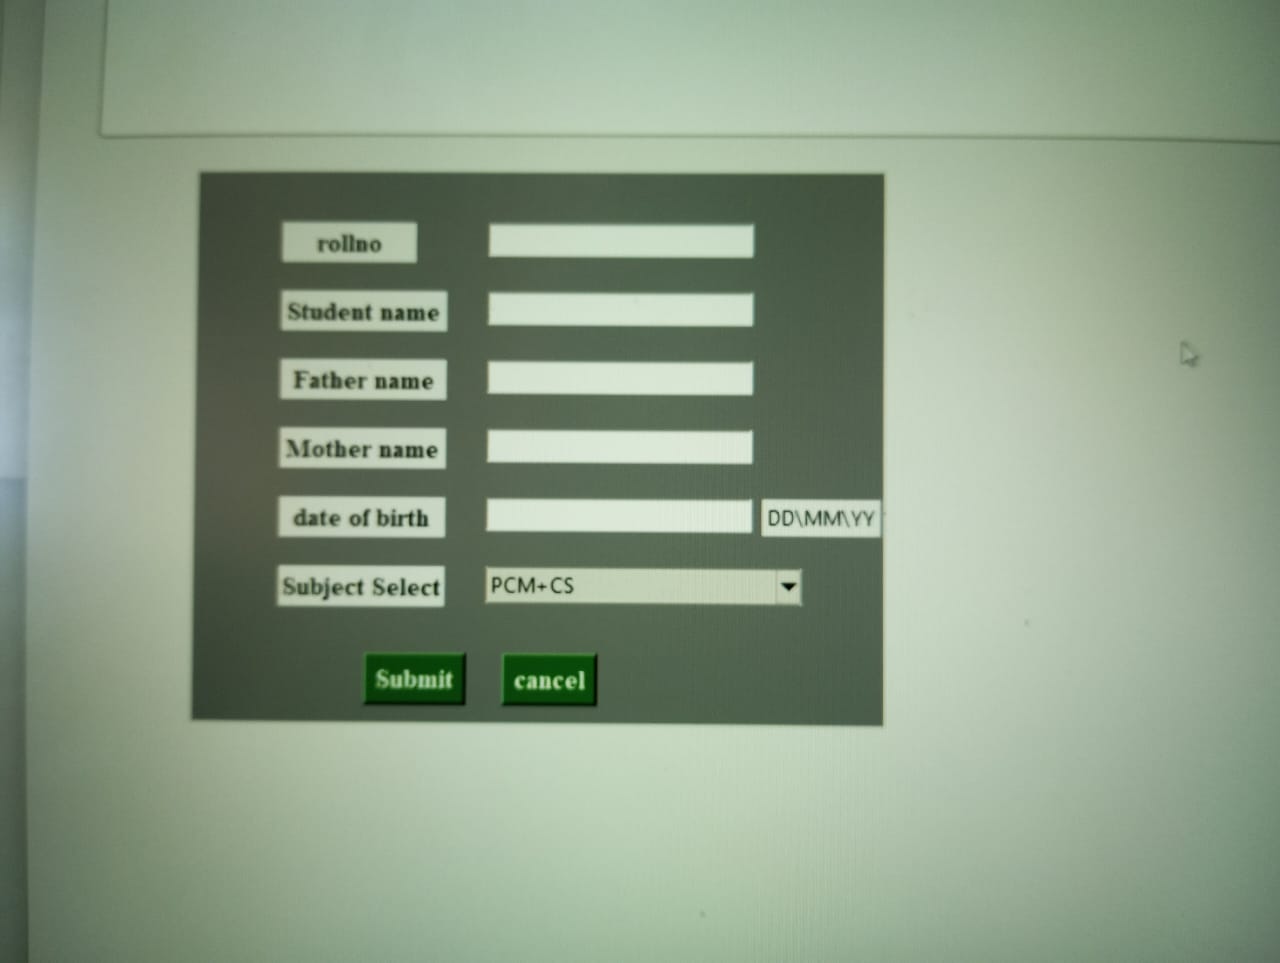 rollno
Student name
Father name
Mother name
date of birth DD\MM\YY
Subject Select PCM+CS
Submit cancel